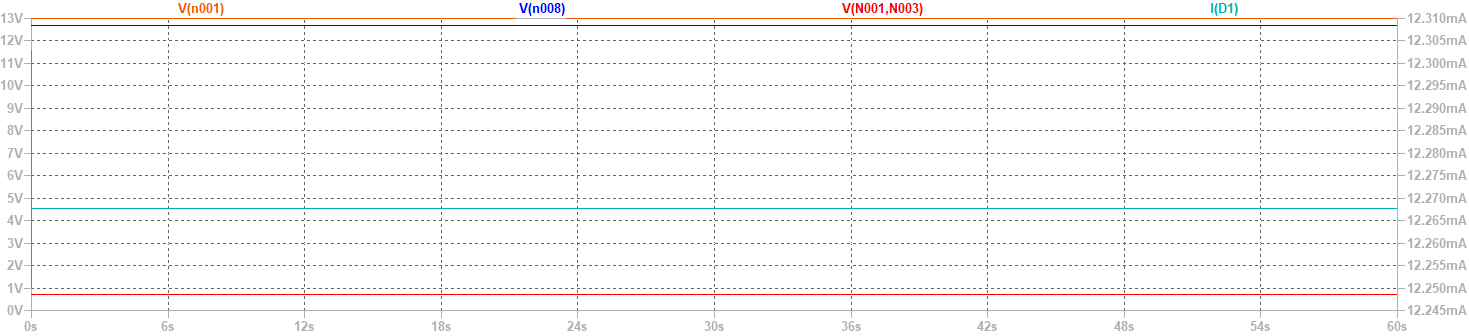 V(n001) V(n008) V(N001,N003) I(D1)
13V 12.310mA
12V 12.305mA
11V 12.300mA
10V 12.295mA
9V 12.290mA
8V 12.285mA
7V 12.280mA
6V 12.275mA
5V 12.270mA
4V 12.265mA
3V 12.260mA
2V 12.255mA
1V 12.250mA
0V 12.245mA
0s 6s 12s 18s 24s 30s 36s 42s 48s 54s 60s